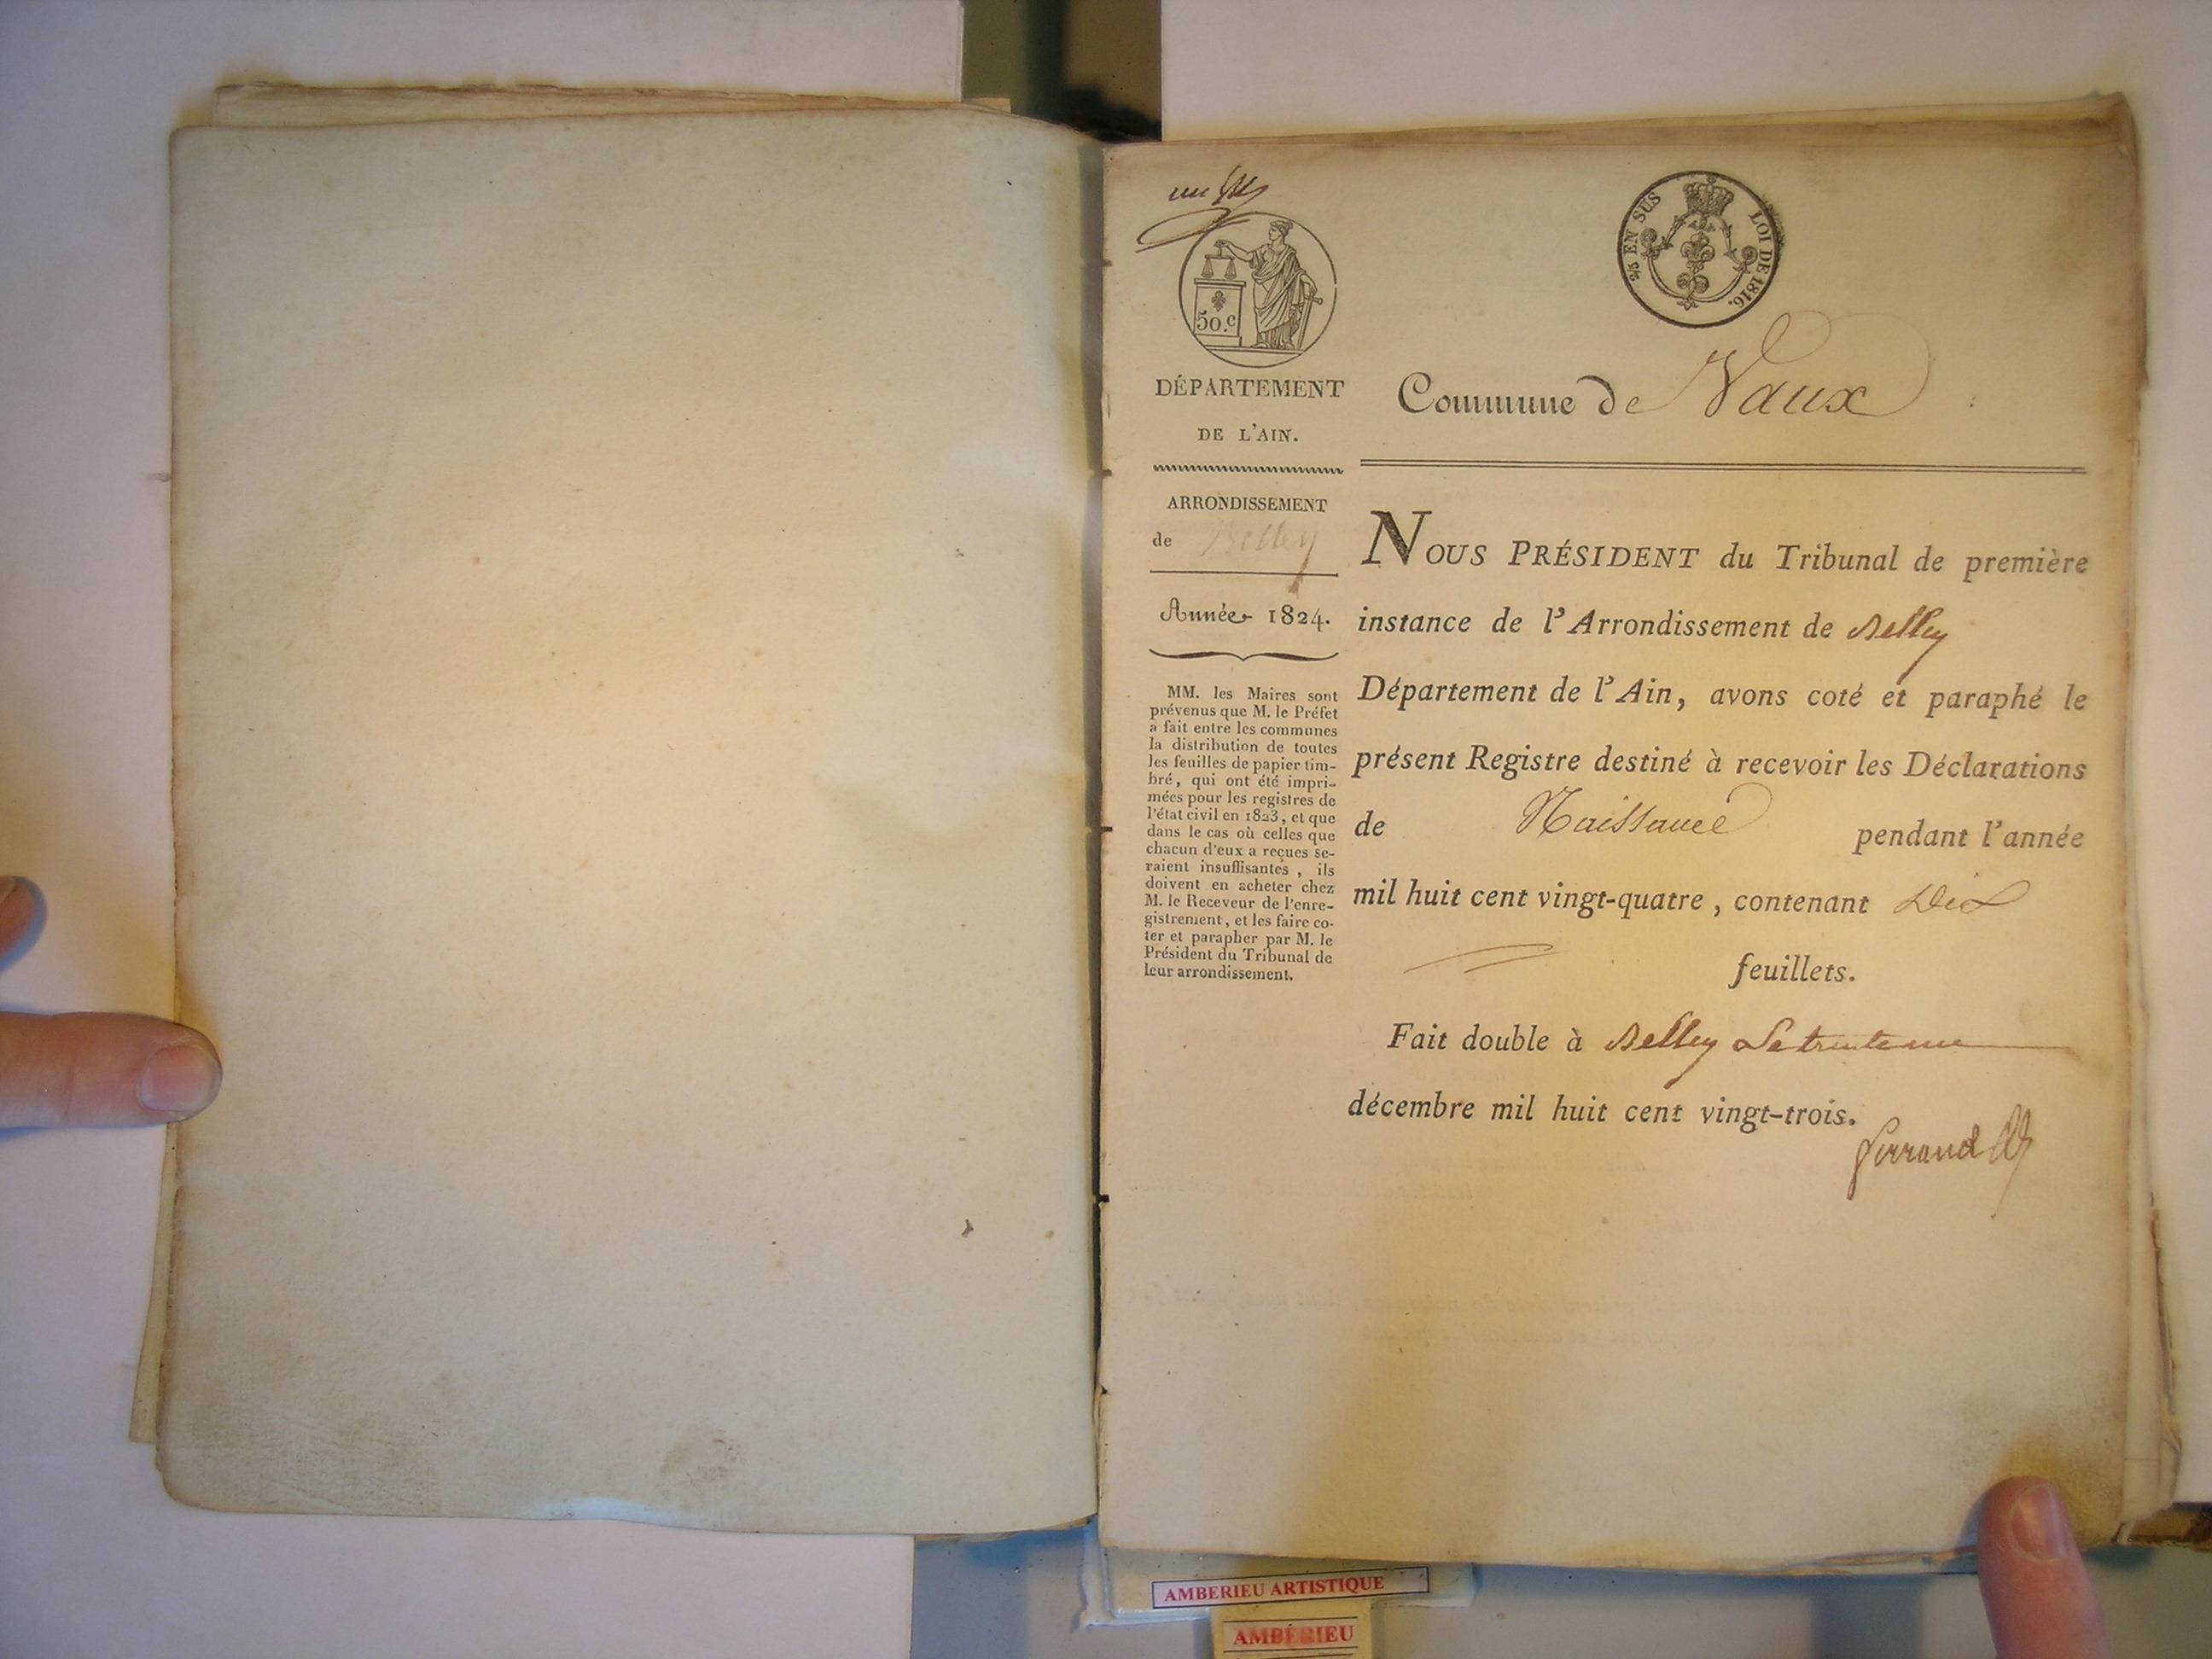 un
2/5 EN SUS LOI DE 1816.
50.c
DÉPARTEMENT
DE L'AIN.
ARRONDISSEMENT
de Belley
Année 1824.
MM. les Maires sont
prévenus que M. le Préfet
a fait entre les communes
la distribution de toutes
les feuilles de papier tim-
bré, qui ont été impri-
mées pour les registres de
l'état civil en 1823, et que
dans le cas où celles que
chacun d'eux a reçues se-
raient insuffisantes, ils
doivent en acheter chez
M. le Receveur de l'enre-
gistrement, et les faire co-
ter et parapher par M. le
Président du Tribunal de
leur arrondissement.
Commune de Vaux
NOUS PRÉSIDENT du Tribunal de première
instance de l'Arrondissement de Belley
Département de l'Ain, avons coté et paraphé le
présent Registre destiné à recevoir les Déclarations
de Naissance pendant l'année
mil huit cent vingt-quatre, contenant Dix
feuillets.
Fait double à Belley Le trente un
décembre mil huit cent vingt-trois.
Perrand
AMBERIEU ARTISTIQUE
AMBÉRIEU